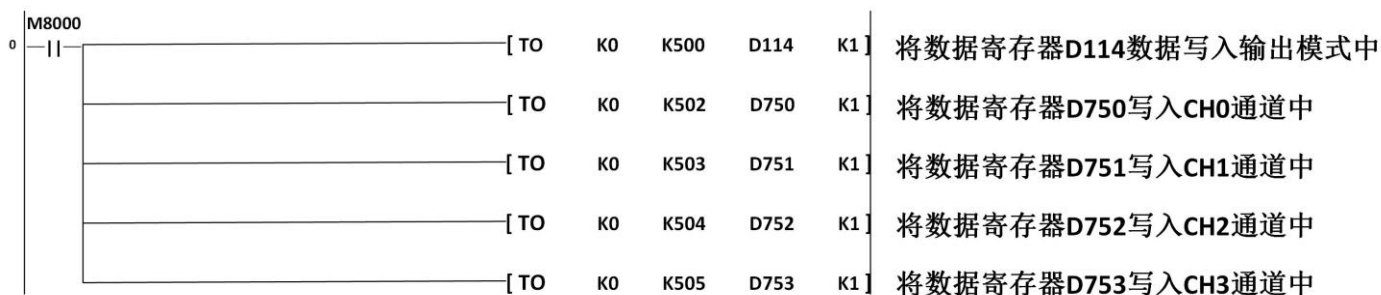 M8000
0 [ TO K0 K500 D114 K1 ] 将数据寄存器D114数据写入输出模式中
[ TO K0 K502 D750 K1 ] 将数据寄存器D750写入CH0通道中
[ TO K0 K503 D751 K1 ] 将数据寄存器D751写入CH1通道中
[ TO K0 K504 D752 K1 ] 将数据寄存器D752写入CH2通道中
[ TO K0 K505 D753 K1 ] 将数据寄存器D753写入CH3通道中